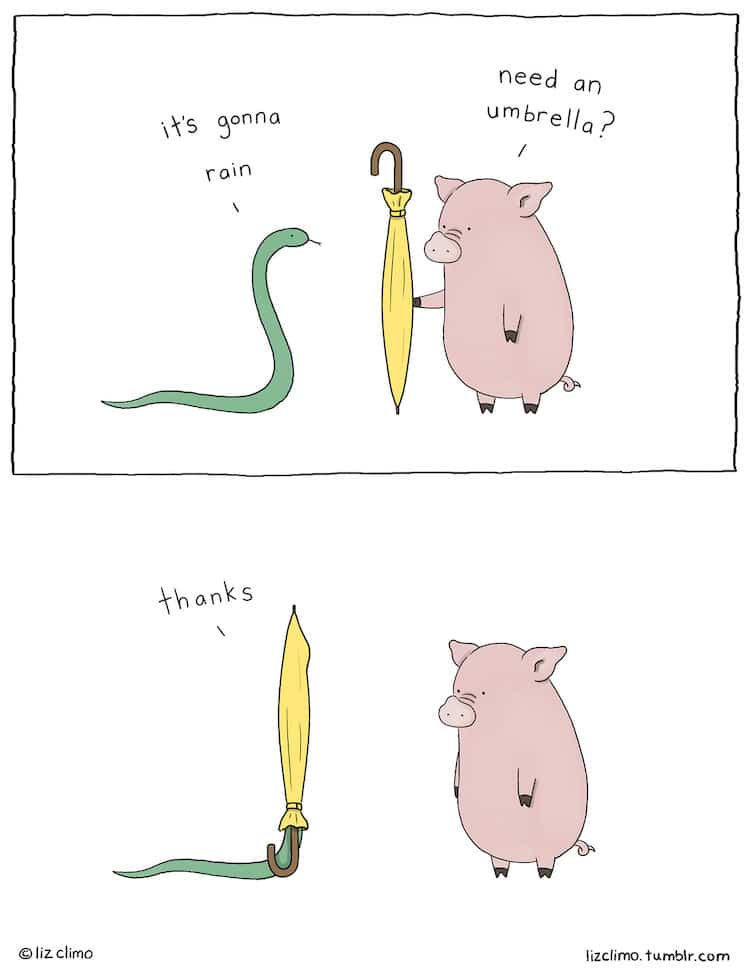 it's gonna
rain
need an
umbrella?
thanks
© liz climo
lizclimo.tumblr.com